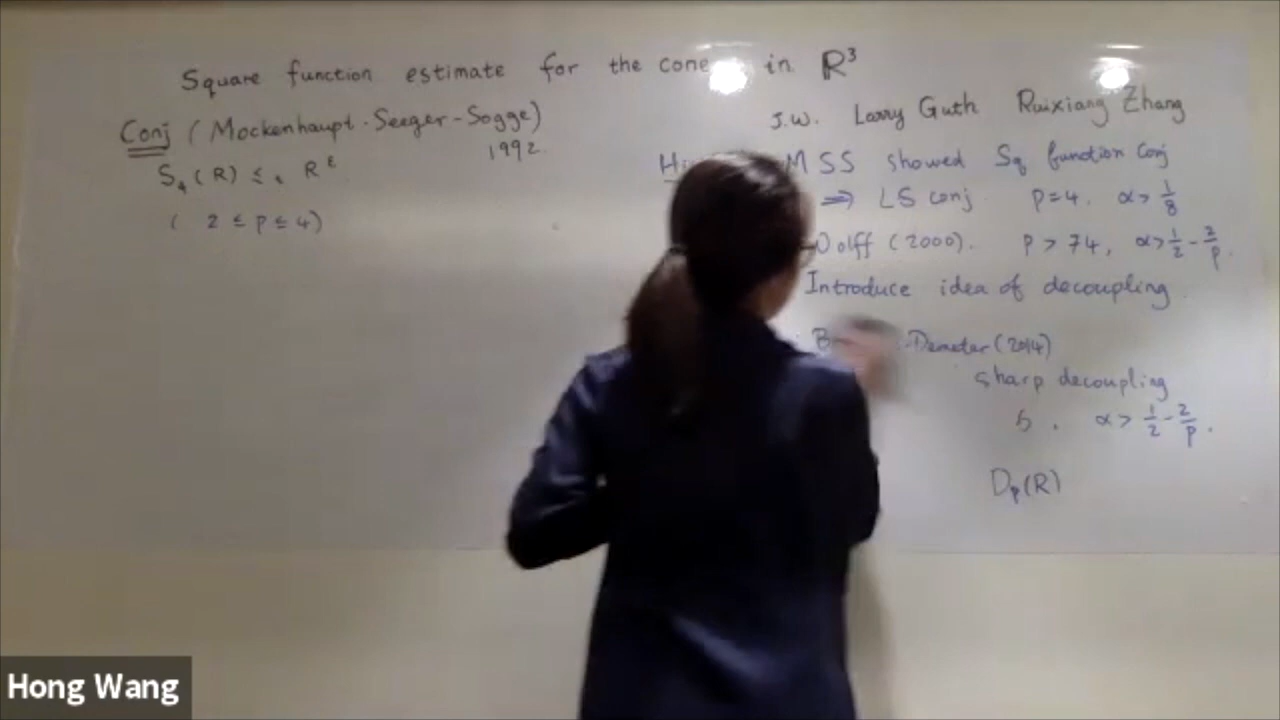 Square function estimate for the cone in R³
Conj (Mockenhaupt-Seeger-Sogge)
1992.
S₄(R) ≤ₑ R^ε
( 2 ≤ p ≤ 4)
J.W. Larry Guth Ruixiang Zhang
MSS showed Sq function Conj
⇒ LS conj. p=4. α > 1/8
Wolff (2000). p > 74, α > 1/2 - 2/p.
Introduce idea of decoupling
Demeter (2014)
sharp decoupling
α > 1/2 - 2/p.
Dₚ(R)
Hong Wang